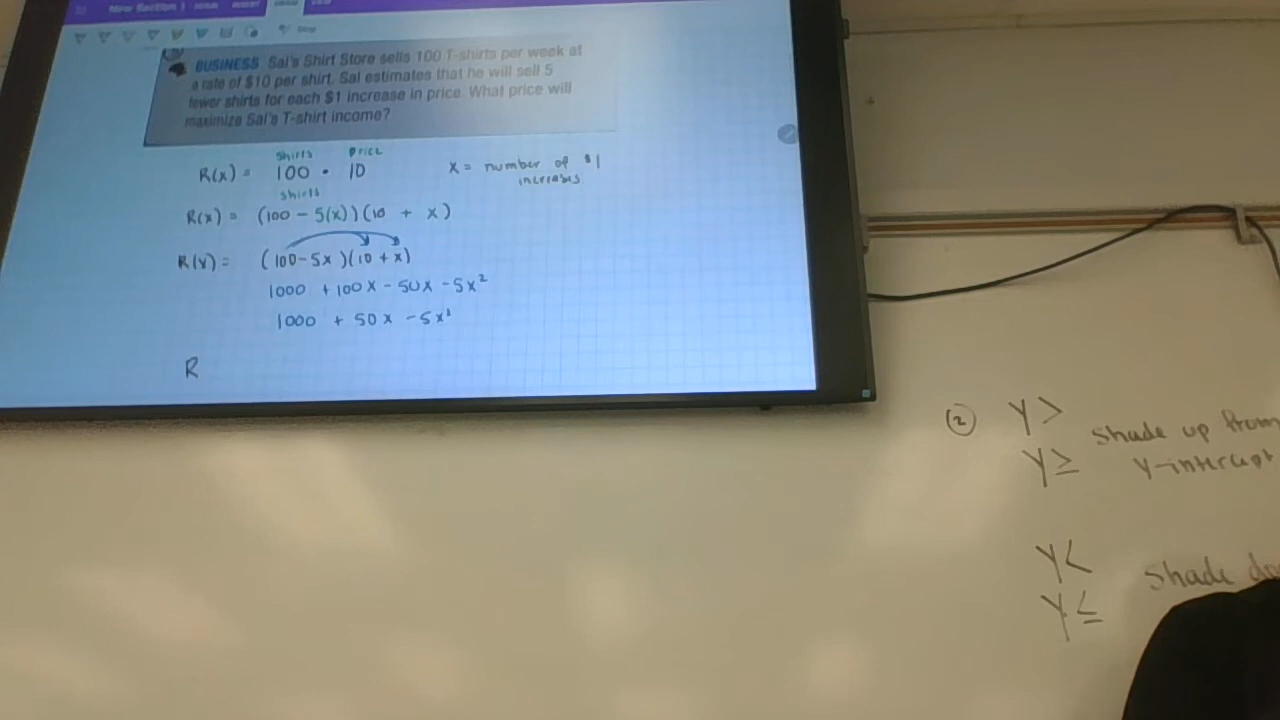 New Section 1
BUSINESS Sal's Shirt Store sells 100 T-shirts per week at
a rate of $10 per shirt. Sal estimates that he will sell 5
fewer shirts for each $1 increase in price. What price will
maximize Sal's T-shirt income?
shirts price
R(x) = 100 · 10 x = number of $1
increases
shirts
R(x) = (100 - 5(x))(10 + x)
R(x) = (100-5x)(10+x)
1000 + 100x - 50x - 5x²
1000 + 50x - 5x²
R
② Y> shade up from
Y≥ Y-intercept
Y< shade
Y≤